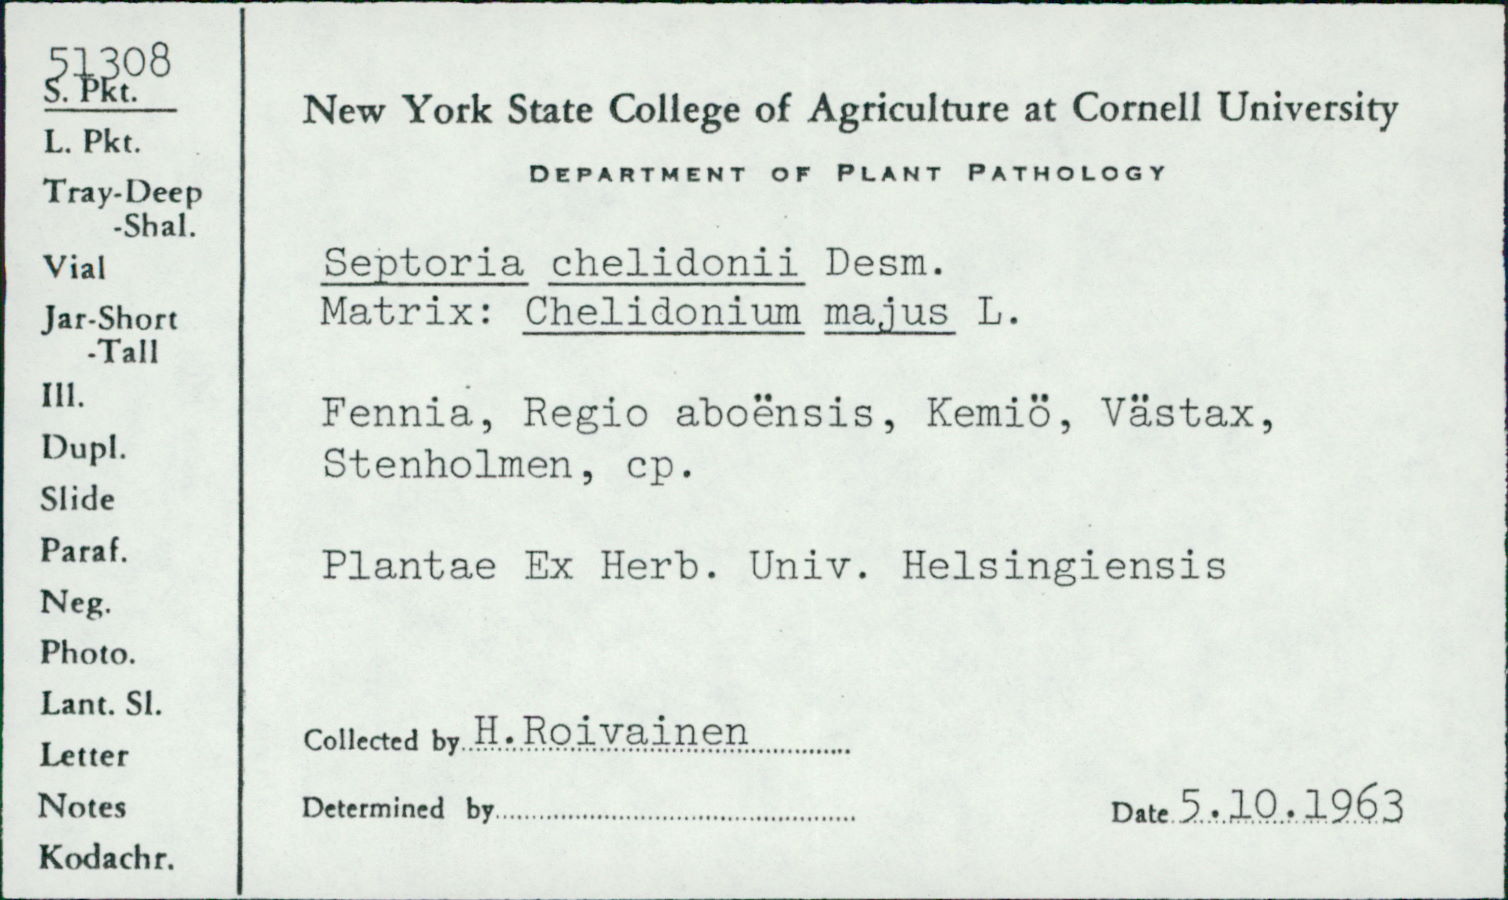 51308
S. Pkt.
L. Pkt.
Tray-Deep
-Shal.
Vial
Jar-Short
-Tall
Ill.
Dupl.
Slide
Paraf.
Neg.
Photo.
Lant. Sl.
Letter
Notes
Kodachr.
New York State College of Agriculture at Cornell University
DEPARTMENT OF PLANT PATHOLOGY
Septoria chelidonii Desm.
Matrix: Chelidonium majus L.
Fennia, Regio aboënsis, Kemiö, Västax,
Stenholmen, cp.
Plantae Ex Herb. Univ. Helsingiensis
Collected by H.Roivainen
Determined by
Date 5.10.1963